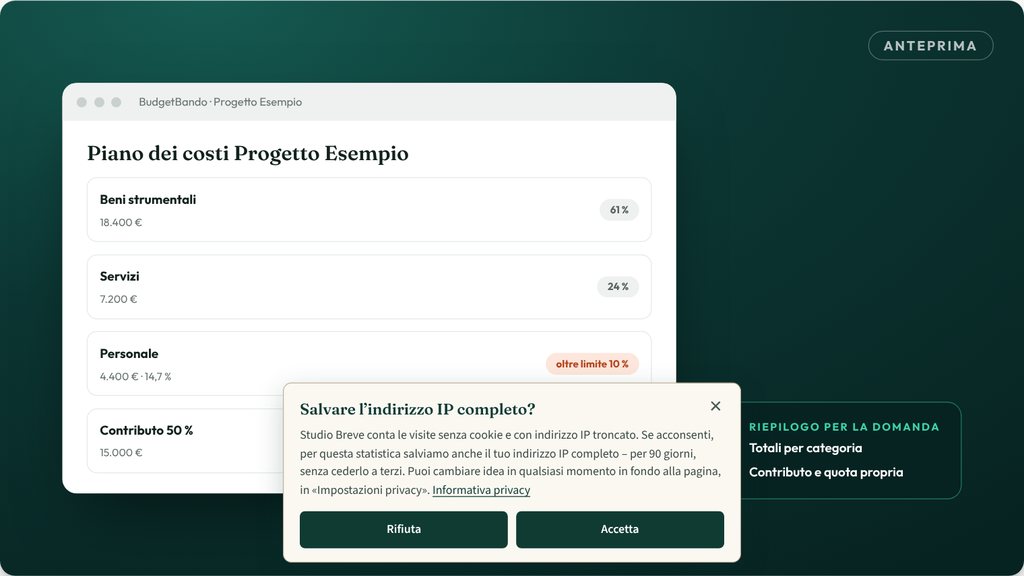 ANTEPRIMA
BudgetBando · Progetto Esempio
Piano dei costi Progetto Esempio
Beni strumentali
18.400 €
61 %
Servizi
7.200 €
24 %
Personale
4.400 € · 14,7 %
oltre limite 10 %
Contributo 50 %
15.000 €
Salvare l’indirizzo IP completo?
Studio Breve conta le visite senza cookie e con indirizzo IP troncato. Se acconsenti,
per questa statistica salviamo anche il tuo indirizzo IP completo – per 90 giorni,
senza cederlo a terzi. Puoi cambiare idea in qualsiasi momento in fondo alla pagina,
in «Impostazioni privacy». Informativa privacy
Rifiuta
Accetta
RIEPILOGO PER LA DOMANDA
Totali per categoria
Contributo e quota propria